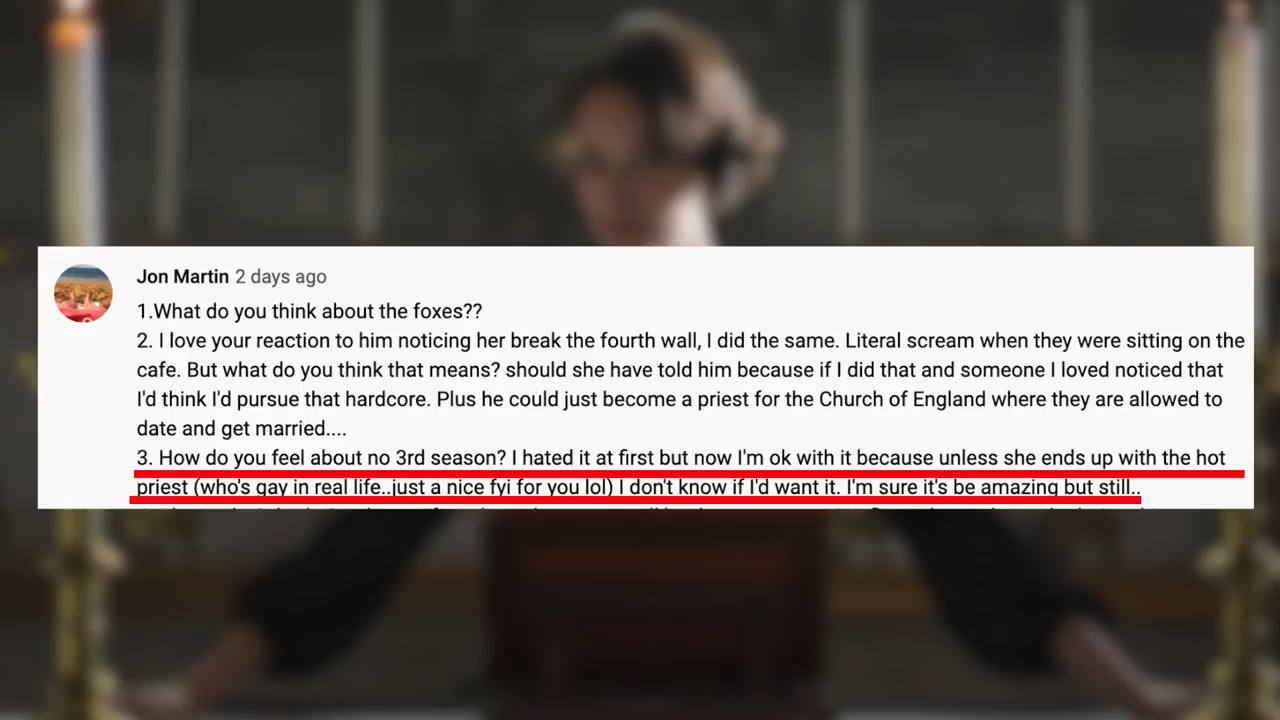 Jon Martin 2 days ago
1.What do you think about the foxes??
2. I love your reaction to him noticing her break the fourth wall, I did the same. Literal scream when they were sitting on the
cafe. But what do you think that means? should she have told him because if I did that and someone I loved noticed that
I'd think I'd pursue that hardcore. Plus he could just become a priest for the Church of England where they are allowed to
date and get married....
3. How do you feel about no 3rd season? I hated it at first but now I'm ok with it because unless she ends up with the hot
priest (who's gay in real life..just a nice fyi for you lol) I don't know if I'd want it. I'm sure it's be amazing but still..